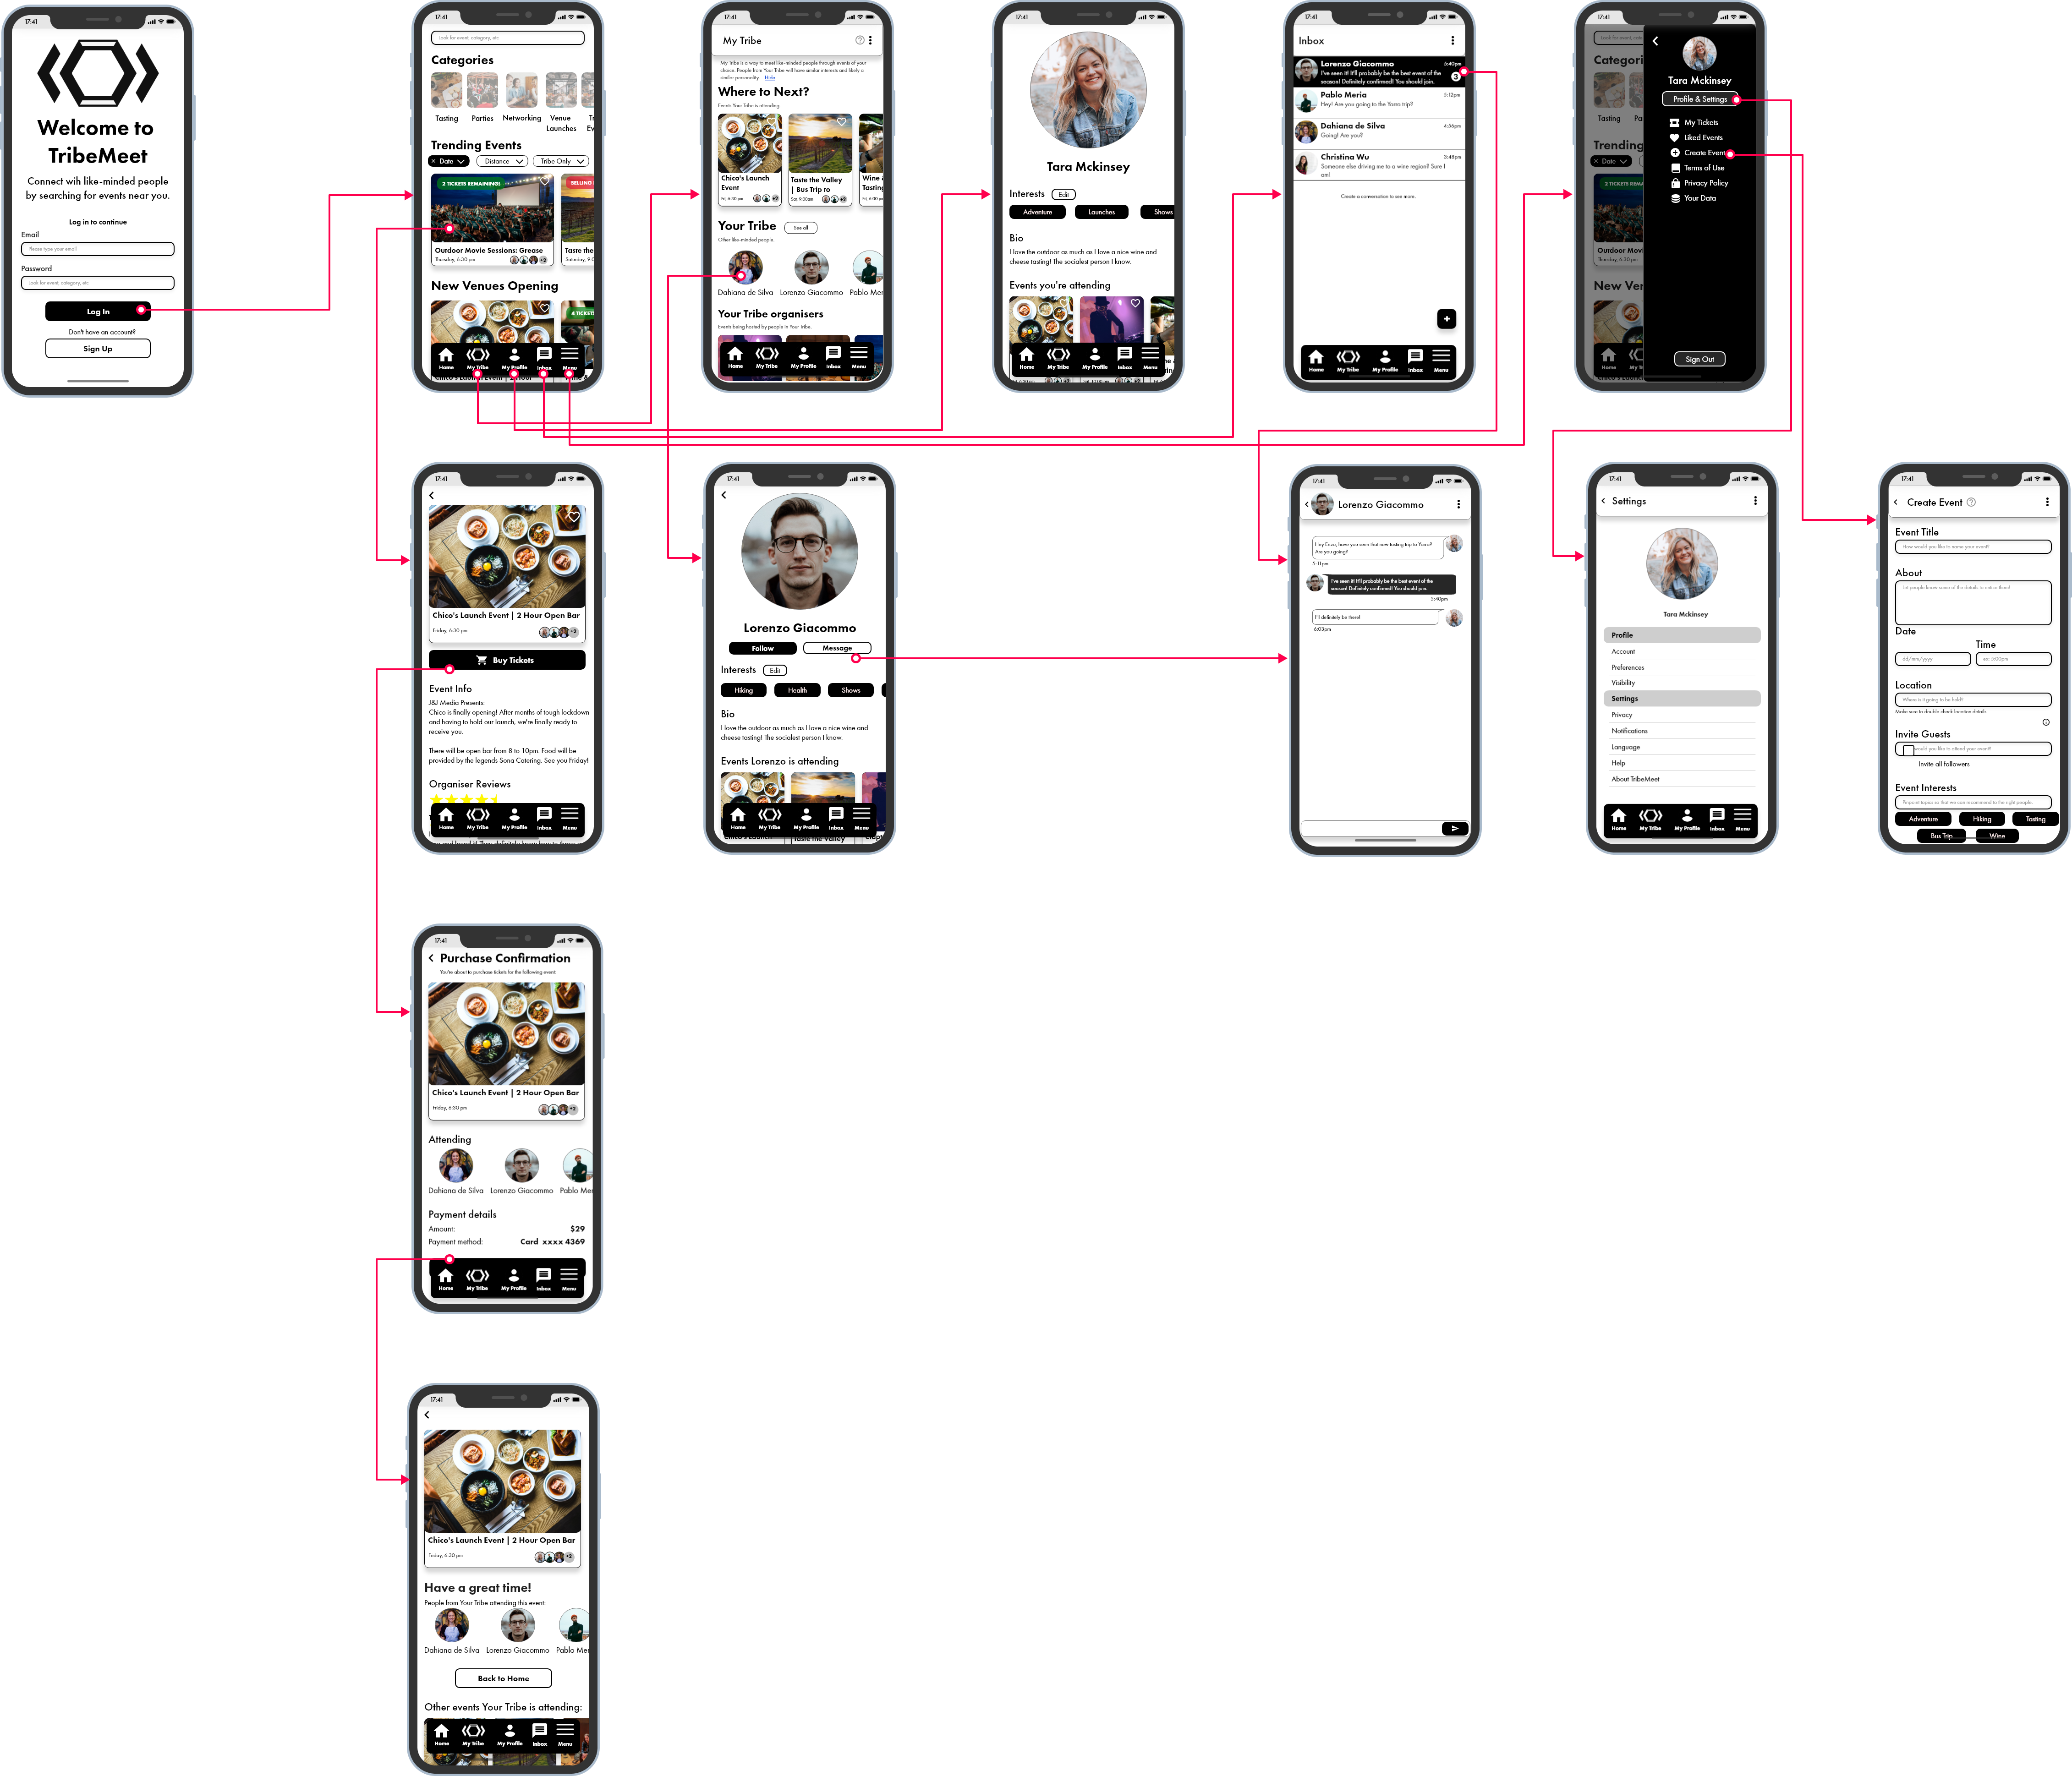 17:41
Welcome to
TribeMeet
Connect wih like-minded people
by searching for events near you.
Log in to continue
Email
Please type your email
Password
Look for event, category, etc
Log In
Don't have an account?
Sign Up
17:41
Look for event, category, etc
Categories
Tasting
Parties
Networking
Venue
Launches
Trending Events
× Date
Distance
Tribe Only
2 TICKETS REMAINING!
SELLING
Outdoor Movie Sessions: Grease
Thursday, 6:30 pm
+2
Taste the
Saturday, 9:0
New Venues Opening
4 TICKETS
Home
My Tribe
My Profile
Inbox
Menu
17:41
My Tribe
My Tribe is a way to meet like-minded people through events of your
choice. People from Your Tribe will have similar interests and likely a
similar personality. Hide
Where to Next?
Events Your Tribe is attending.
Chico's Launch
Event
Fri, 6:30 pm
+2
Taste the Valley
| Bus Trip to
Sat, 9:00am
+2
Wine &
Tasting
Fri, 6:00 pm
Your Tribe
See all
Other like-minded people.
Dahiana de Silva
Lorenzo Giacommo
Pablo Mer
Your Tribe organisers
Events being hosted by people in Your Tribe.
Home
My Tribe
My Profile
Inbox
Menu
17:41
Tara Mckinsey
Interests
Edit
Adventure
Launches
Shows
Bio
I love the outdoor as much as I love a nice wine and
cheese tasting! The socialest person I know.
Events you're attending
Home
My Tribe
My Profile
Inbox
Menu
17:41
Inbox
Lorenzo Giacommo
5:40pm
I've seen it! It'll probably be the best event of the
season! Definitely confirmed! You should join.
3
Pablo Meria
5:12pm
Hey! Are you going to the Yarra trip?
Dahiana de Silva
4:56pm
Going! Are you?
Christina Wu
3:48pm
Someone else driving me to a wine region? Sure I
am!
Create a conversation to see more.
+
Home
My Tribe
My Profile
Inbox
Menu
17:41
Categori
Tasting
Trending
× Date
2 TICKETS REMA
Outdoor Movi
Thursday, 6:30 pm
New Ver
Home
Tara Mckinsey
Profile & Settings
My Tickets
Liked Events
Create Event
Terms of Use
Privacy Policy
Your Data
Sign Out
17:41
Chico's Launch Event | 2 Hour Open Bar
Friday, 6:30 pm
+2
Buy Tickets
Event Info
J&J Media Presents:
Chico is finally opening! After months of tough lockdown
and having to hold our launch, we're finally ready to
receive you.
There will be open bar from 8 to 10pm. Food will be
provided by the legends Sona Catering. See you Friday!
Organiser Reviews
Home
My Tribe
My Profile
Inbox
Menu
17:41
Lorenzo Giacommo
Follow
Message
Interests
Edit
Hiking
Health
Shows
Bio
I love the outdoor as much as I love a nice wine and
cheese tasting! The socialest person I know.
Events Lorenzo is attending
Home
My Tribe
My Profile
Inbox
Menu
17:41
Lorenzo Giacommo
Hey Enzo, have you seen that new tasting trip to Yarra?
Are you going?
5:11pm
I've seen it! It'll probably be the best event of the
season! Definitely confirmed! You should join.
5:40pm
I'll definitely be there!
6:03pm
17:41
Settings
Tara Mckinsey
Profile
Account
Preferences
Visibility
Settings
Privacy
Notifications
Language
Help
About TribeMeet
Home
My Tribe
My Profile
Inbox
Menu
17:41
Create Event
Event Title
How would you like to name your event?
About
Let people know some of the details to entice them!
Date
Time
dd/mm/yyyy
ex: 5:00pm
Location
Where is it going to be held?
Make sure to double check location details
Invite Guests
would you like to attend your event?
Invite all followers
Event Interests
Pinpoint topics so that we can recommend to the right people.
Adventure
Hiking
Tasting
Bus Trip
Wine
17:41
Purchase Confirmation
You're about to purchase tickets for the following event:
Chico's Launch Event | 2 Hour Open Bar
Friday, 6:30 pm
+2
Attending
Dahiana de Silva
Lorenzo Giacommo
Pablo Mer
Payment details
Amount:
$29
Payment method:
Card xxxx 4369
Home
My Tribe
My Profile
Inbox
Menu
17:41
Chico's Launch Event | 2 Hour Open Bar
Friday, 6:30 pm
+2
Have a great time!
People from Your Tribe attending this event:
Dahiana de Silva
Lorenzo Giacommo
Pablo Mer
Back to Home
Other events Your Tribe is attending:
Home
My Tribe
My Profile
Inbox
Menu